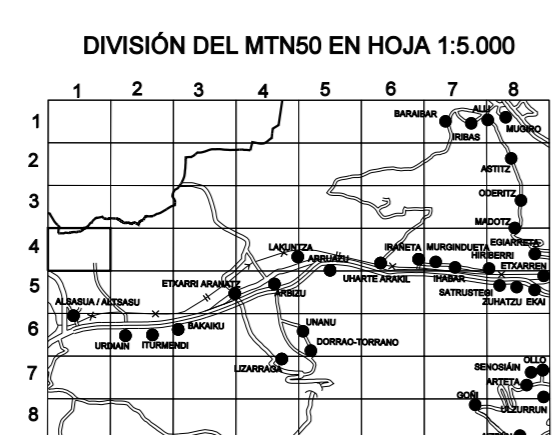 DIVISIÓN DEL MTN50 EN HOJA 1:5.000
1 2 3 4 5 6 7 8
1
BARAIBAR
ALLI
IRIBAS
MUGIRO
2
ASTITZ
3
ODERITZ
MADOTZ
4
LAKUNTZA
IRAÑETA
MURGINDUETA
EGIARRETA
ARRUAZU
HIRIBERRI
ETXARREN
5
ETXARRI ARANATZ
ARBIZU
UHARTE ARAKIL
IHABAR
SATRUSTEGI
ZUHATZU
EKAI
ALSASUA / ALTSASU
6
URDIAIN
ITURMENDI
BAKAIKU
UNANU
DORRAO-TORRANO
7
LIZARRAGA
OLLO
SENOSIÁIN
ARTETA
8
GOÑI
ULZURRUN